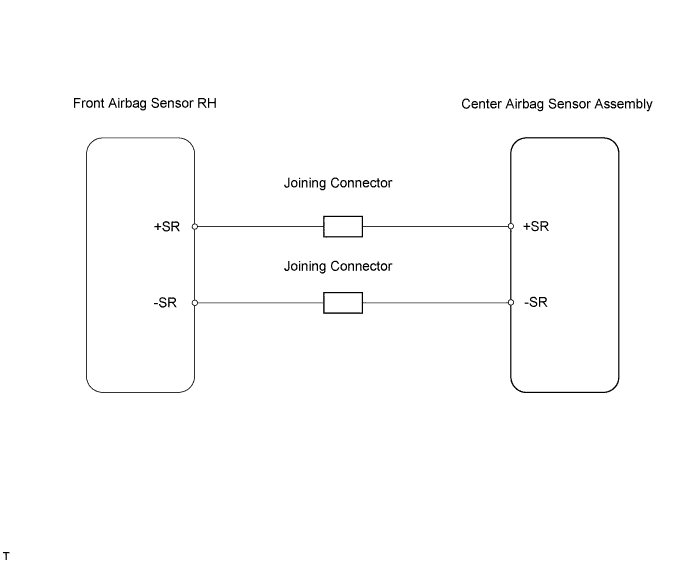 Front Airbag Sensor RH
Center Airbag Sensor Assembly
Joining Connector
+SR
+SR
Joining Connector
-SR
-SR
T